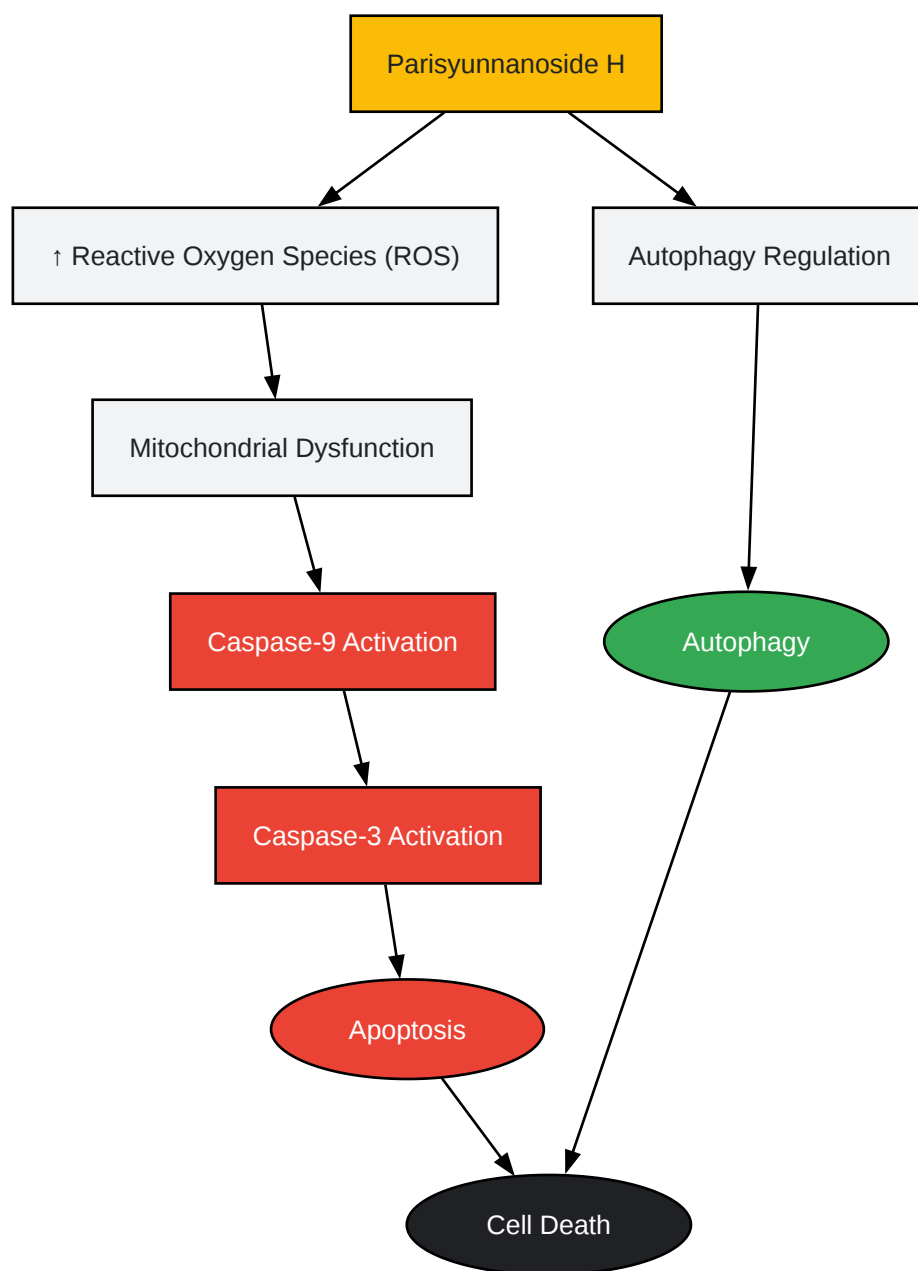 Parisyunnanoside H
↑ Reactive Oxygen Species (ROS)
Autophagy Regulation
Mitochondrial Dysfunction
Caspase-9 Activation
Autophagy
Caspase-3 Activation
Apoptosis
Cell Death